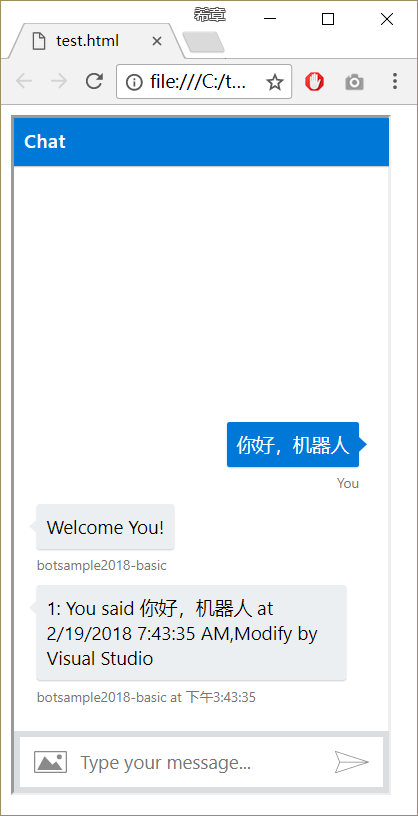 希章
test.html
file:///C:/t...
Chat
你好，机器人
You
Welcome You!
botsample2018-basic
1: You said 你好，机器人 at
2/19/2018 7:43:35 AM,Modify by
Visual Studio
botsample2018-basic at 下午3:43:35
Type your message...